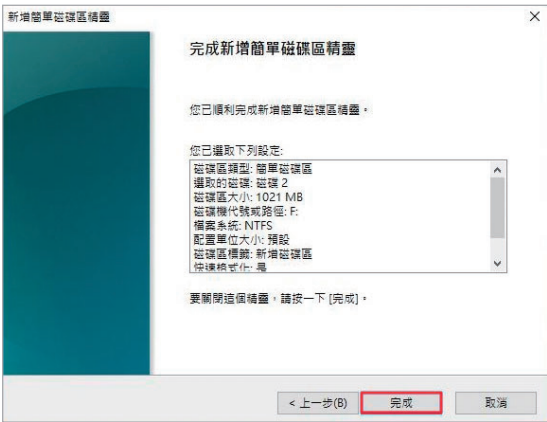 新增簡單磁碟區精靈
完成新增簡單磁碟區精靈
您已順利完成新增簡單磁碟區精靈。
您已選取下列設定:
磁碟區類型: 簡單磁碟區
選取的磁碟: 磁碟 2
磁碟區大小: 1021 MB
磁碟機代號或路徑: F:
檔案系統: NTFS
配置單位大小: 預設
磁碟區標籤: 新增磁碟區
快速格式化: 是
要關閉這個精靈，請按一下 [完成]。
< 上一步(B)
完成
取消